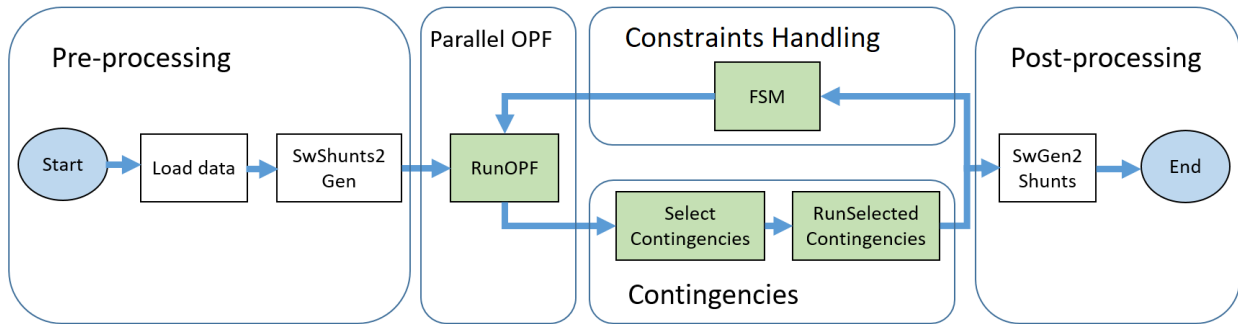 Pre-processing
Start
Load data
SwShunts2
Gen
Parallel OPF
RunOPF
Constraints Handling
FSM
Select
Contingencies
RunSelected
Contingencies
Contingencies
Post-processing
SwGen2
Shunts
End